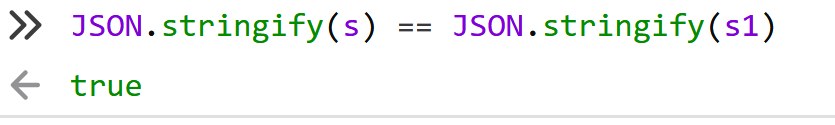 >> JSON.stringify(s) == JSON.stringify(s1)
← true